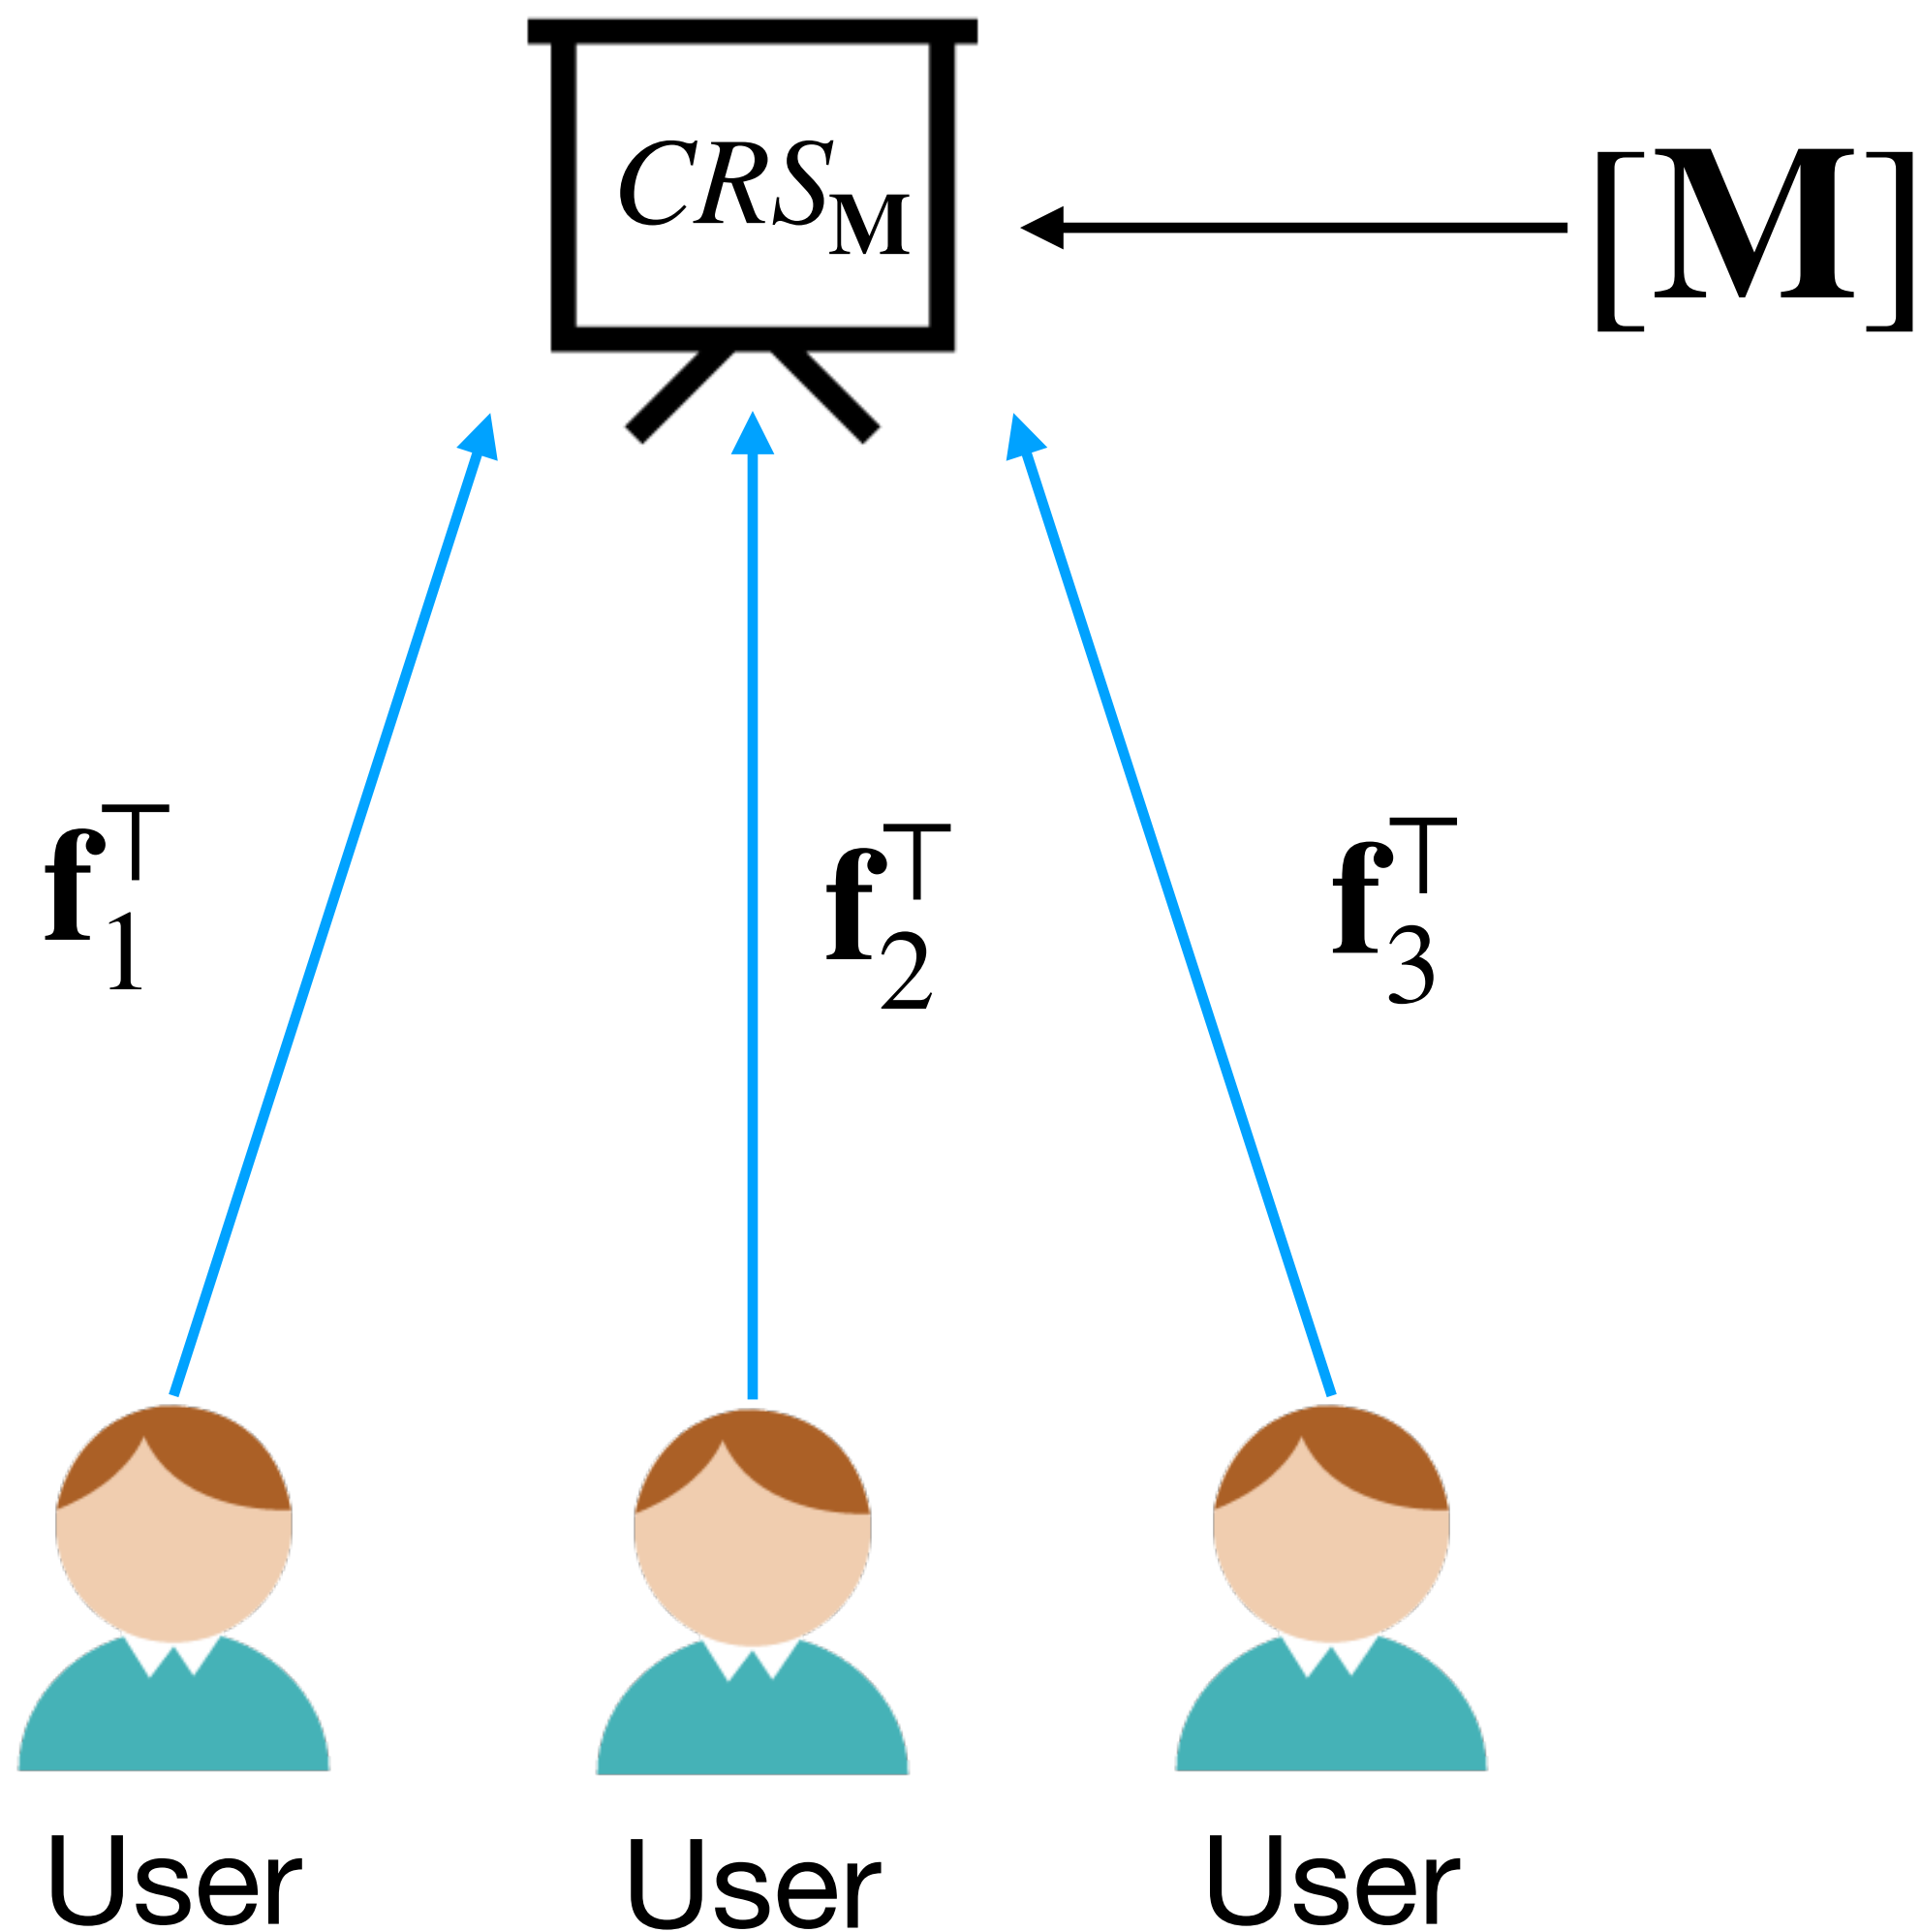 CRS_M
[M]
f_1^⊤
f_2^⊤
f_3^⊤
User
User
User